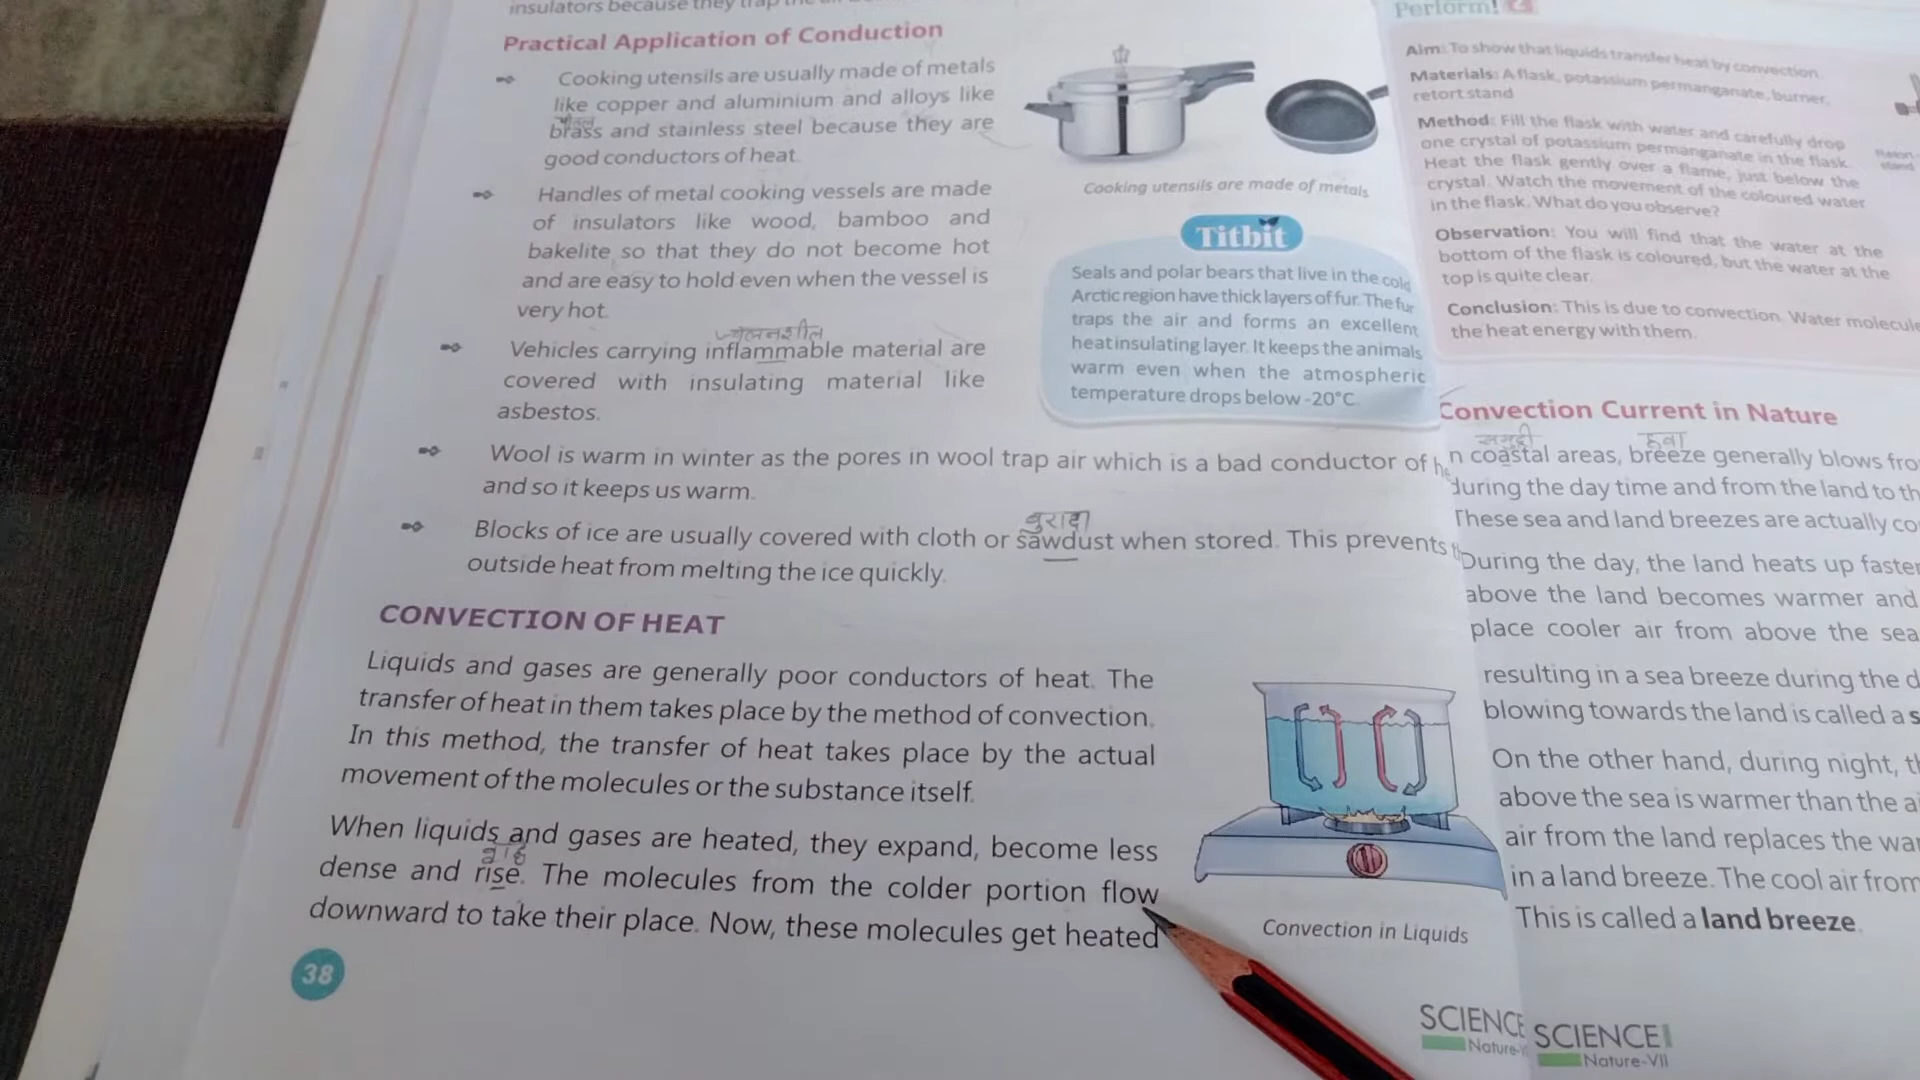 insulators because they trap the air
Practical Application of Conduction
Cooking utensils are usually made of metals
like copper and aluminium and alloys like
पीतल
brass and stainless steel because they are
good conductors of heat.
Handles of metal cooking vessels are made
of insulators like wood, bamboo and
bakelite so that they do not become hot
and are easy to hold even when the vessel is
very hot.
ज्वलनशील
Vehicles carrying inflammable material are
covered with insulating material like
asbestos.
Wool is warm in winter as the pores in wool trap air which is a bad conductor of
and so it keeps us warm.
बुरादा
Blocks of ice are usually covered with cloth or sawdust when stored. This prevents
outside heat from melting the ice quickly.
Cooking utensils are made of metals
Titbit
Seals and polar bears that live in the cold
Arctic region have thick layers of fur. The fur
traps the air and forms an excellent
heat insulating layer. It keeps the animals
warm even when the atmospheric
temperature drops below -20°C.
CONVECTION OF HEAT
Liquids and gases are generally poor conductors of heat. The
transfer of heat in them takes place by the method of convection.
In this method, the transfer of heat takes place by the actual
movement of the molecules or the substance itself.
When liquids and gases are heated, they expand, become less
dense and rise. The molecules from the colder portion flow
downward to take their place. Now, these molecules get heated
Convection in Liquids
38
SCIENCE
Nature-V
Perform!
Aim: To show that liquids transfer heat by convection.
Materials: A flask, potassium permanganate, burner,
retort stand
Method: Fill the flask with water and carefully drop
one crystal of potassium permanganate in the flask.
Heat the flask gently over a flame, just below the
crystal. Watch the movement of the coloured water
in the flask. What do you observe?
Observation: You will find that the water at the
bottom of the flask is coloured, but the water at the
top is quite clear.
Conclusion: This is due to convection. Water molecule
the heat energy with them.
Retort
stand
Convection Current in Nature
समुद्री हवा
n coastal areas, breeze generally blows fro
during the day time and from the land to th
These sea and land breezes are actually co
During the day, the land heats up faster
above the land becomes warmer and
place cooler air from above the sea
resulting in a sea breeze during the d
blowing towards the land is called a s
On the other hand, during night, th
above the sea is warmer than the a
air from the land replaces the wa
in a land breeze. The cool air from
This is called a land breeze.
SCIENCE
Nature-VII